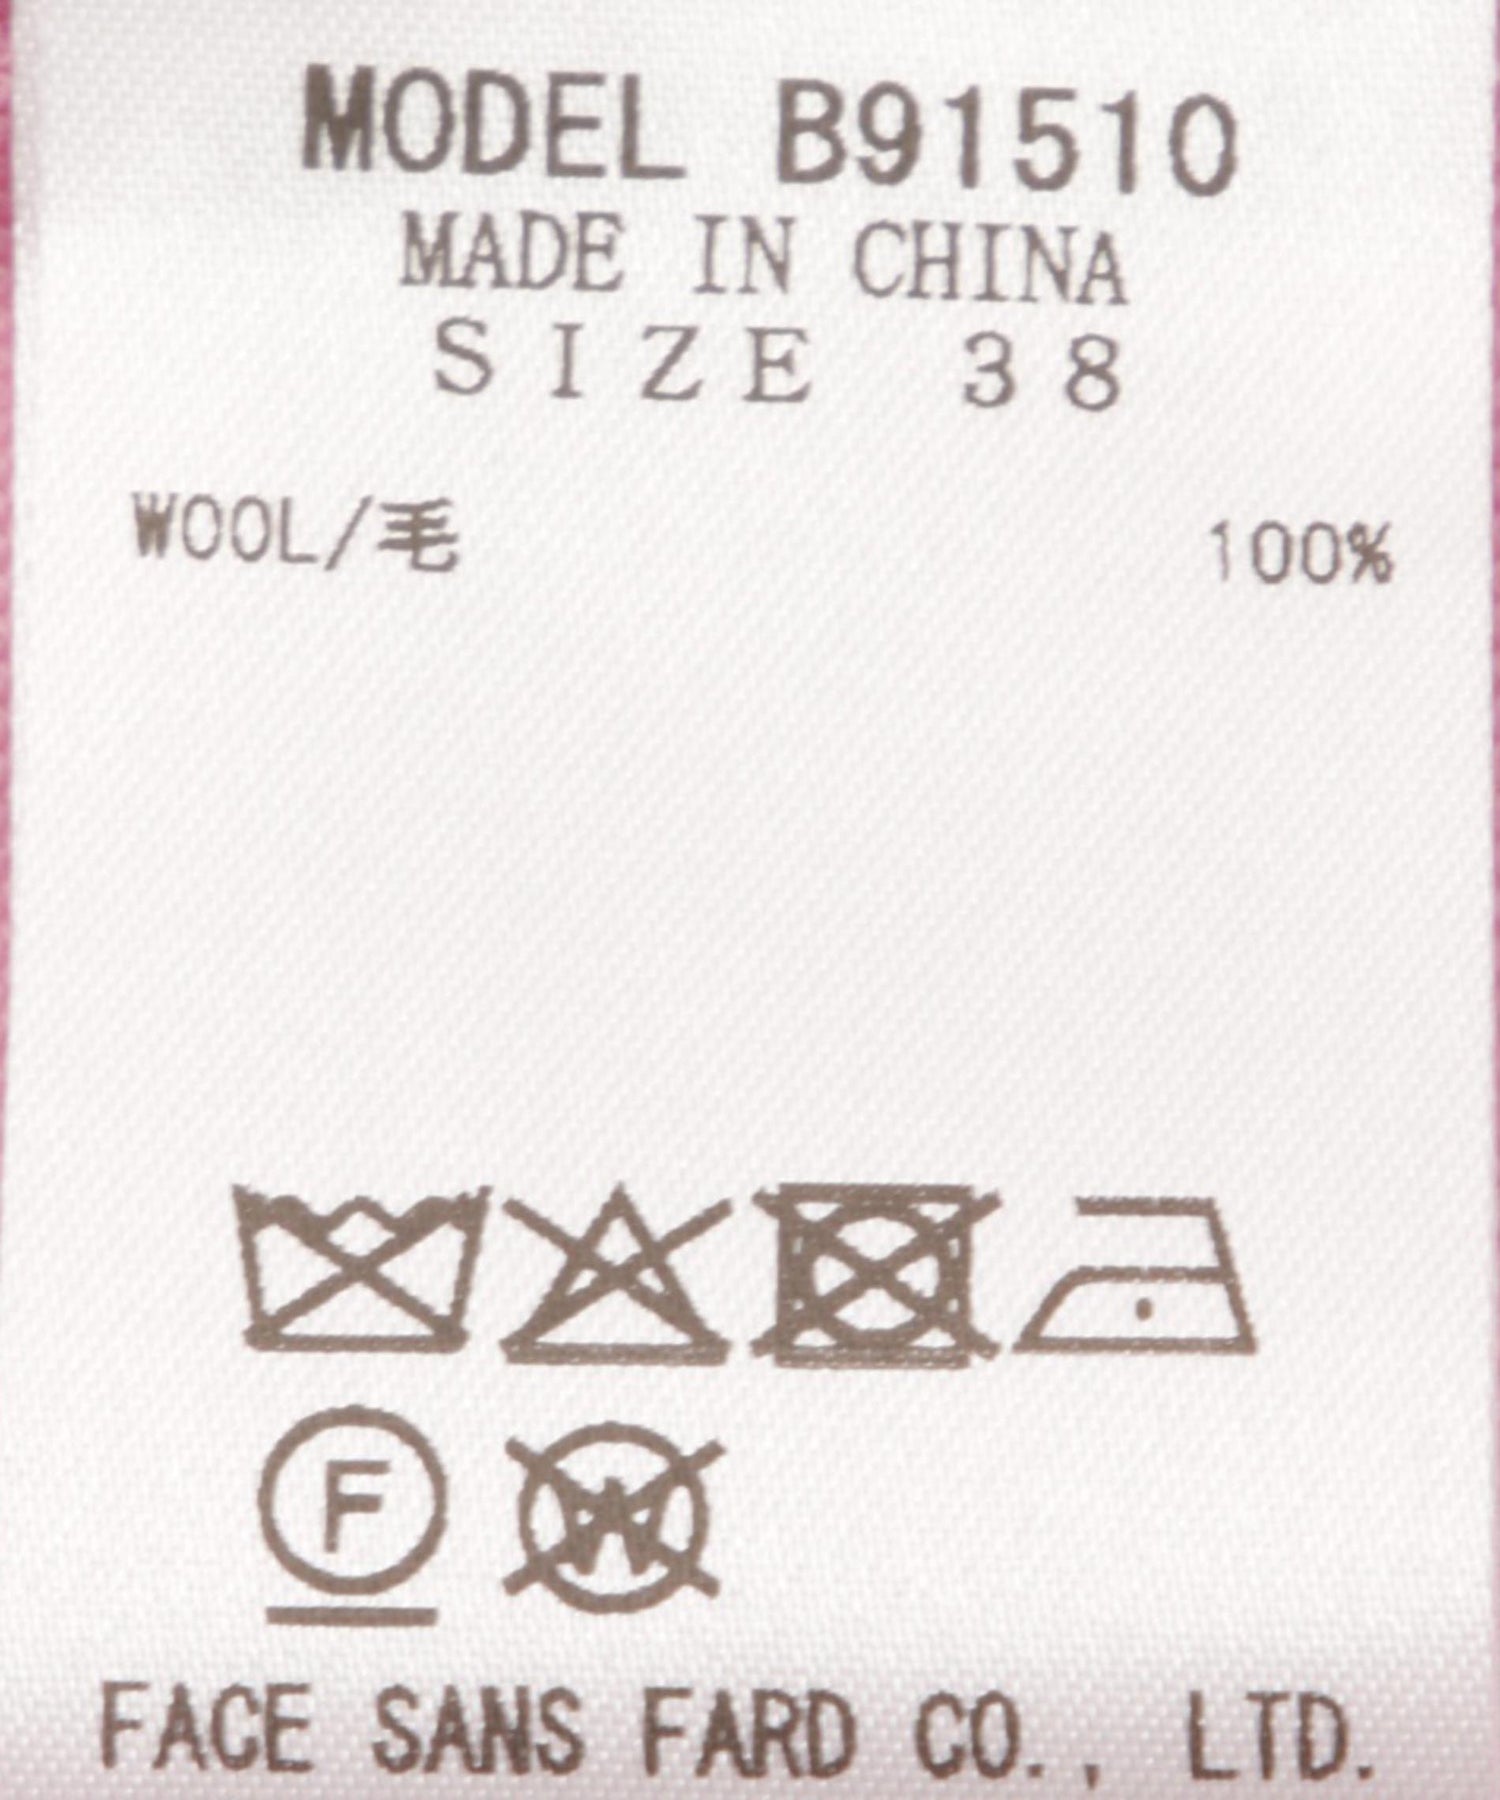 MODEL B91510
MADE IN CHINA
SIZE 38
WOOL/毛 100%
F
W
FACE SANS FARD CO., LTD.